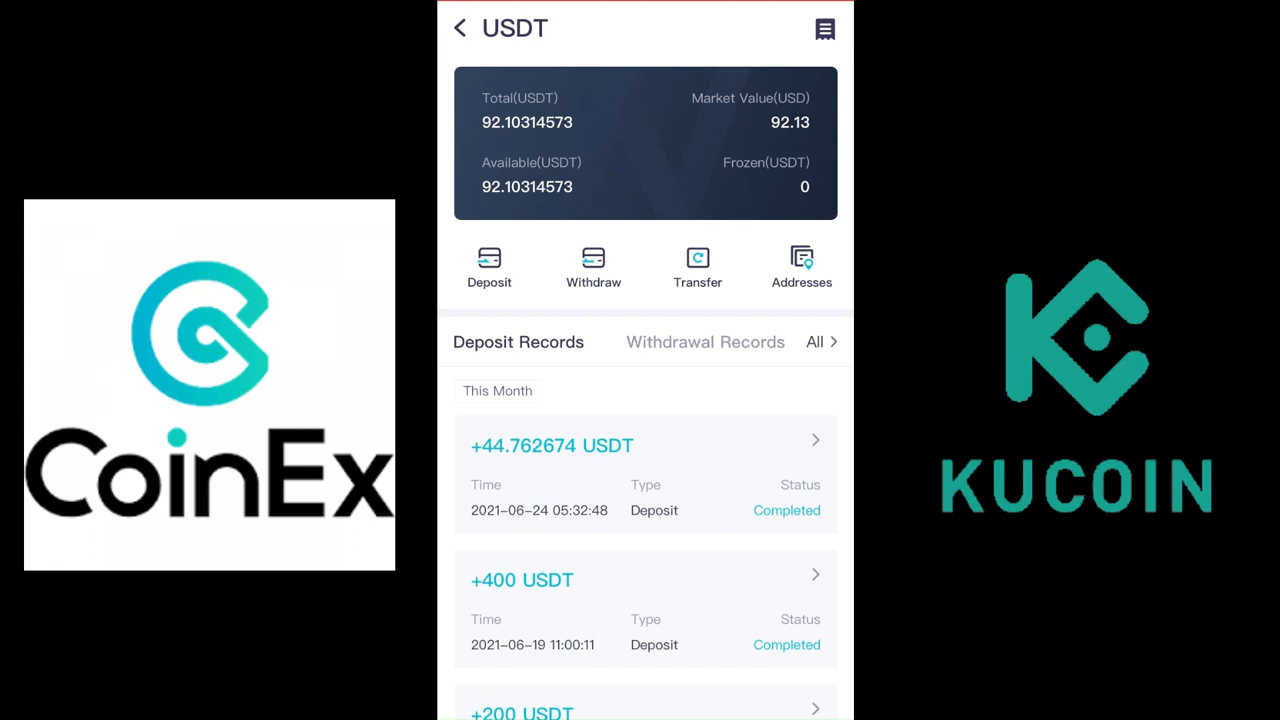 USDT
Total(USDT)
Market Value(USD)
92.10314573
92.13
Available(USDT)
Frozen(USDT)
92.10314573
0
Deposit
Withdraw
Transfer
Addresses
Deposit Records
Withdrawal Records
All
This Month
+44.762674 USDT
Time
Type
Status
2021-06-24 05:32:48
Deposit
Completed
+400 USDT
Time
Type
Status
2021-06-19 11:00:11
Deposit
Completed
+200 USDT
CoinEx
KUCOIN